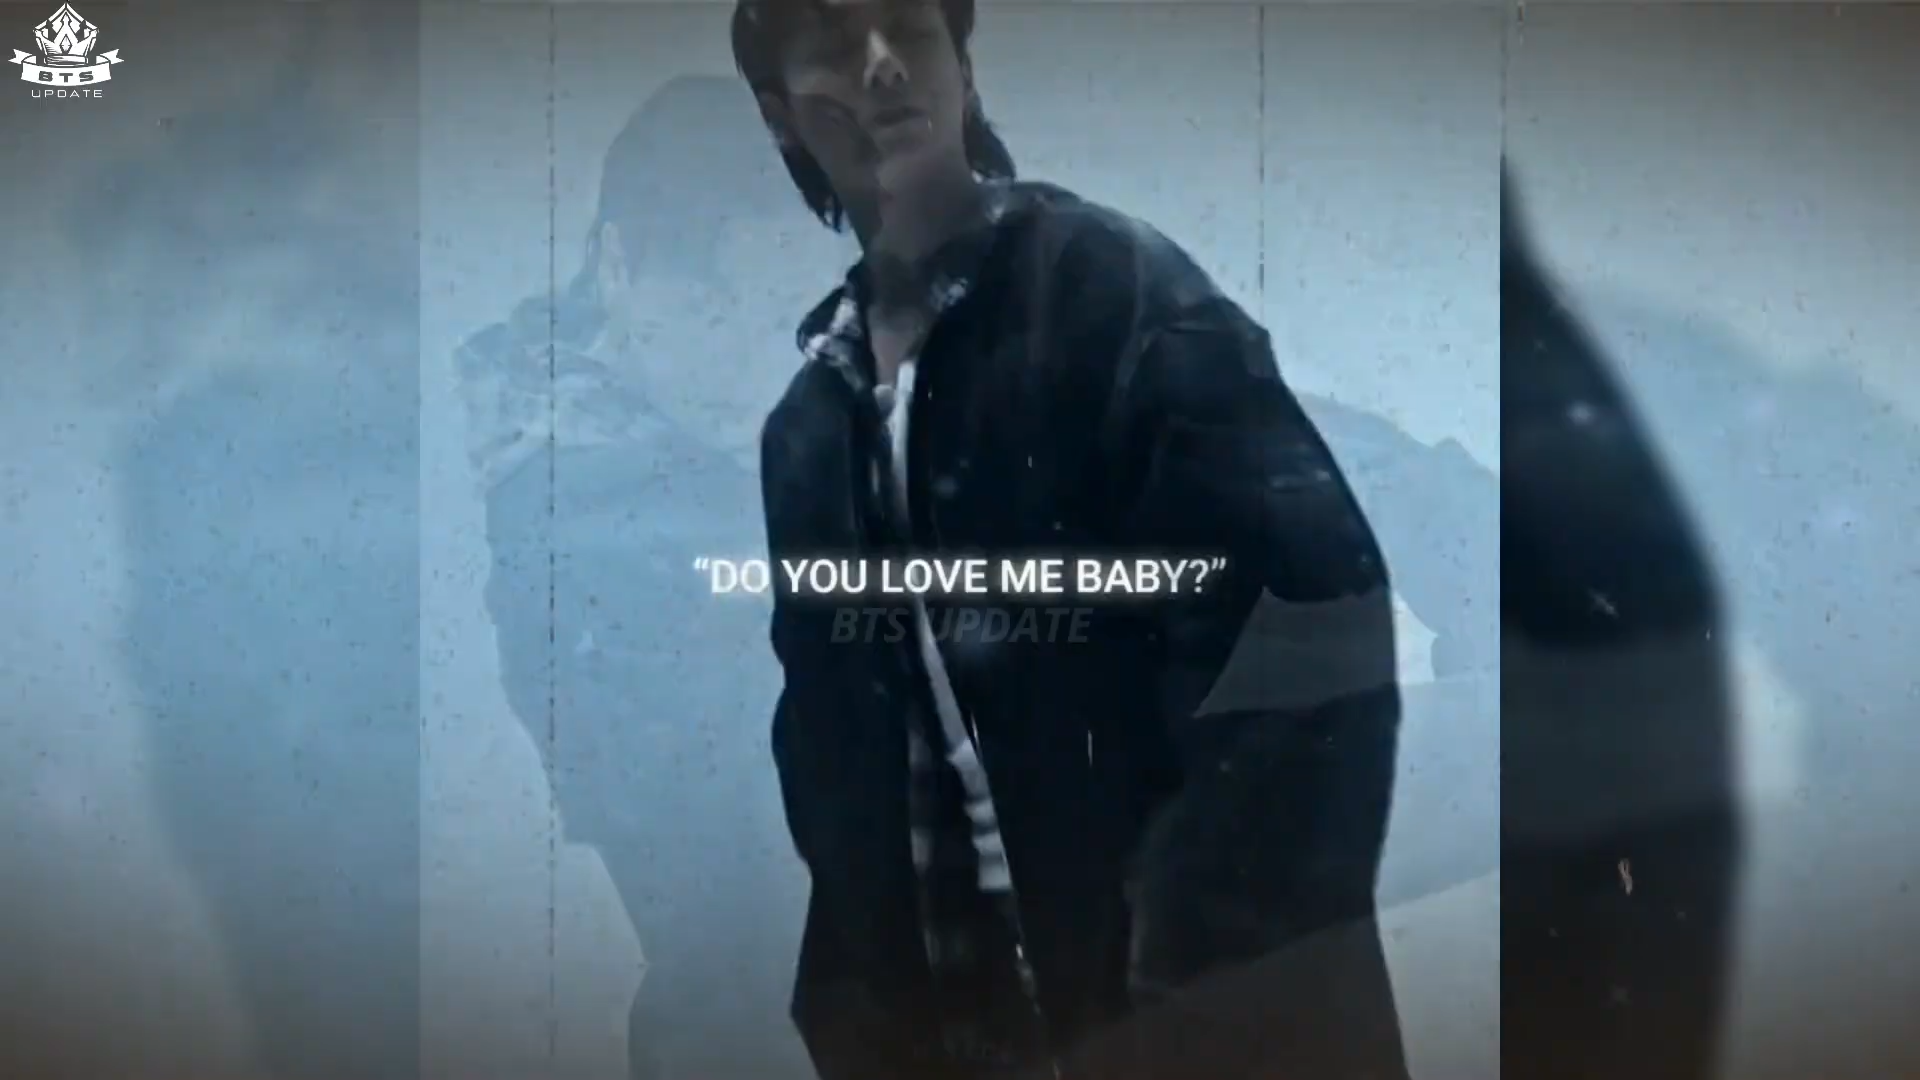 BTS
UPDATE
“DO YOU LOVE ME BABY?”
BTS UPDATE